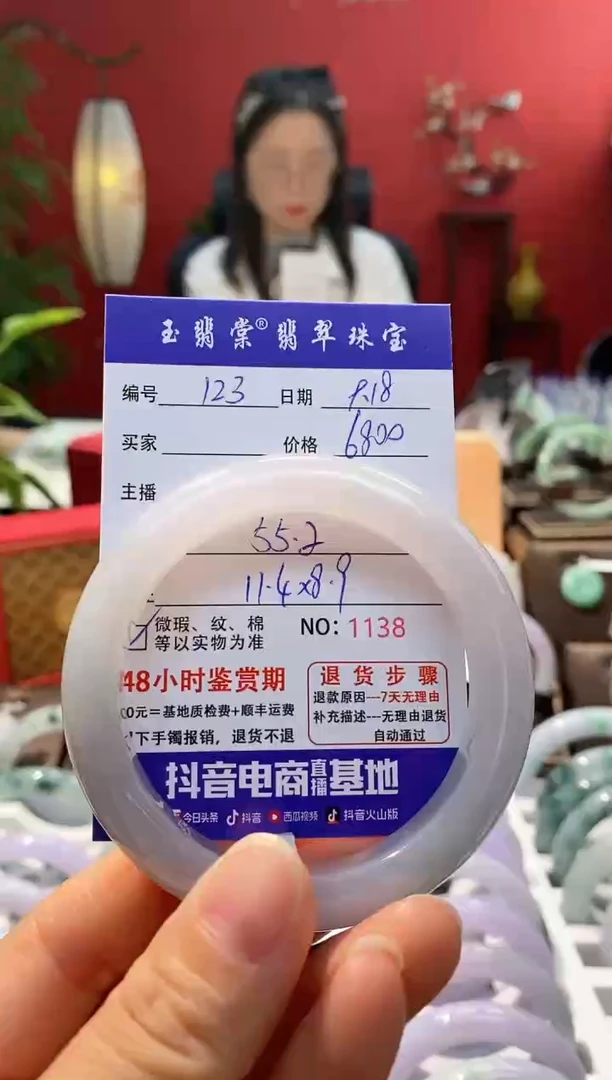 玉翡棠®翡翠珠宝
编号 123 日期 9.18
买家 价格 6800
主播
55.2
11.4x8.9
微瑕、纹、棉 NO: 1138
等以实物为准
48小时鉴赏期
0元=基地质检费+顺丰运费
下手镯报销，退货不退
退货步骤
退款原因---7天无理由
补充描述---无理由退货
自动通过
抖音电商直播基地
今日头条 抖音 西瓜视频 抖音火山版